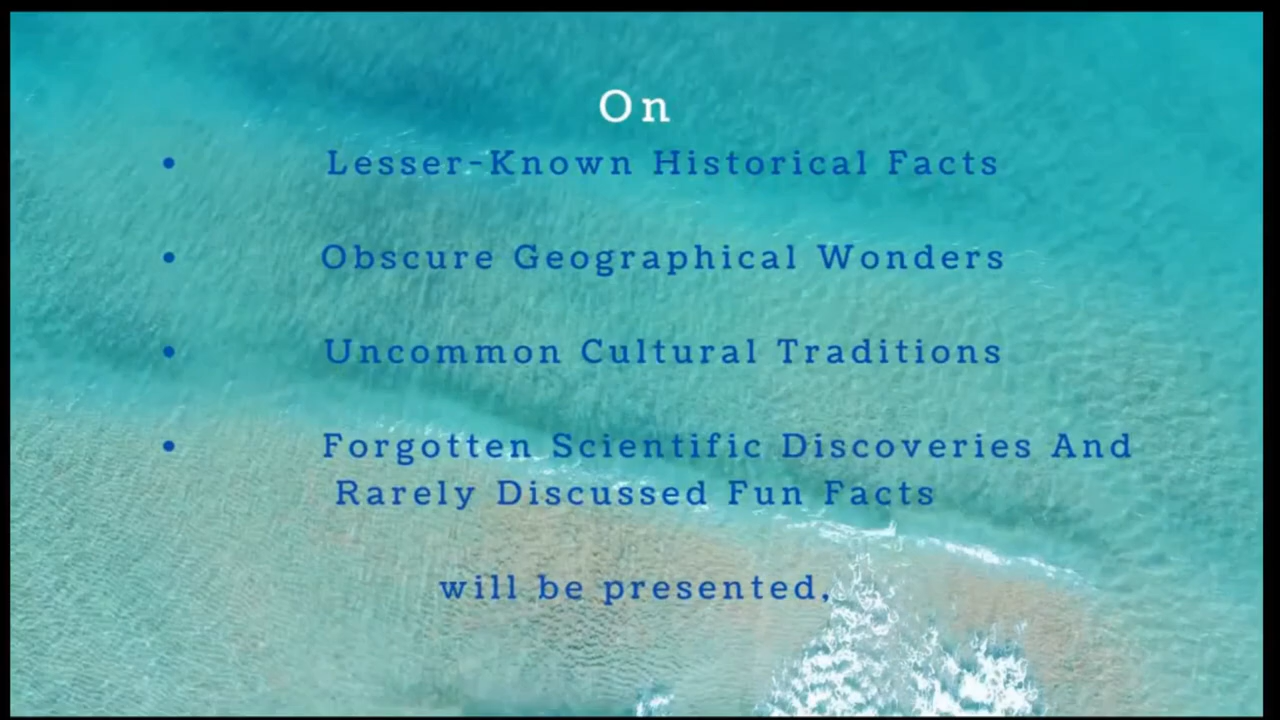 On
• Lesser-Known Historical Facts
• Obscure Geographical Wonders
• Uncommon Cultural Traditions
• Forgotten Scientific Discoveries And
Rarely Discussed Fun Facts
will be presented,